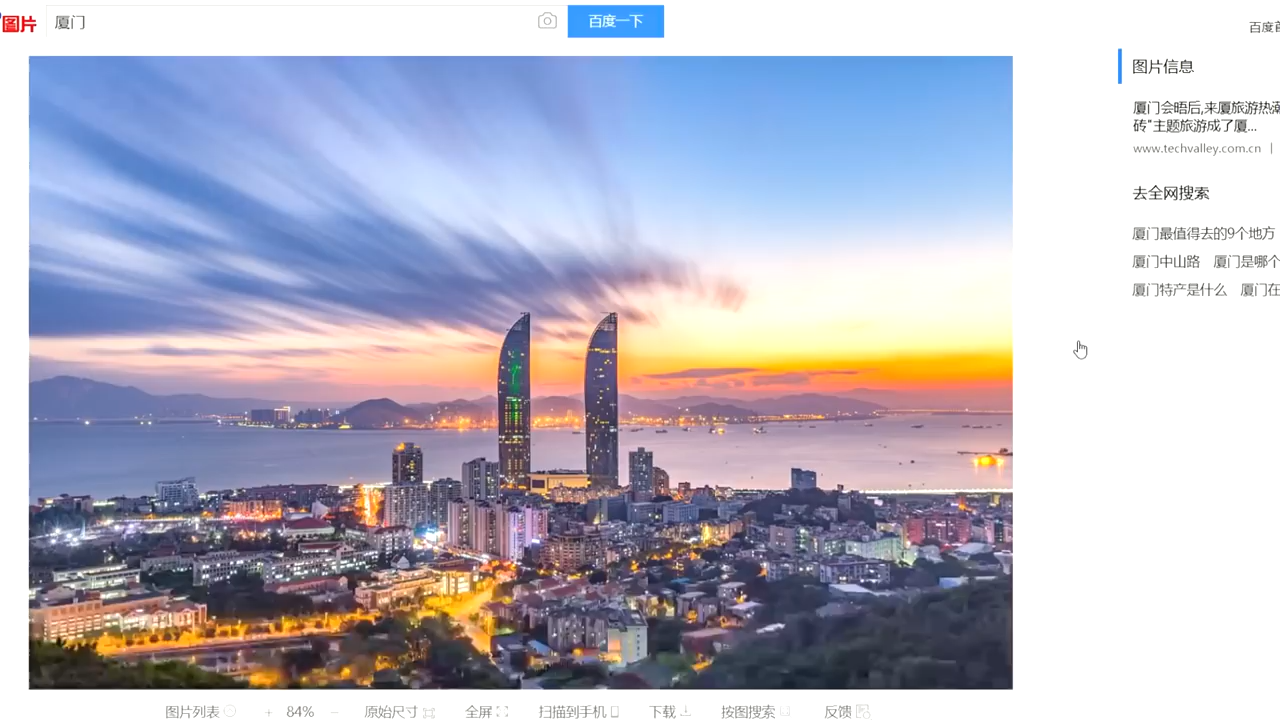 图片
厦门
百度一下
百度首
图片信息
厦门会晤后,来厦旅游热潮
砖"主题旅游成了厦...
www.techvalley.com.cn |
去全网搜索
厦门最值得去的9个地方
厦门中山路 厦门是哪个
厦门特产是什么 厦门在
图片列表 + 84% − 原始尺寸 全屏 扫描到手机 下载 按图搜索 反馈